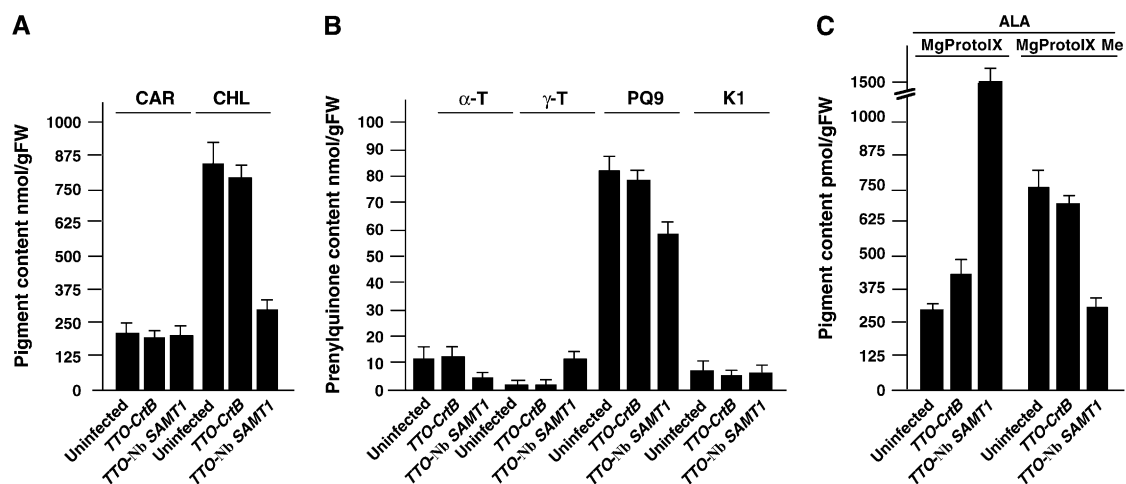 A
CAR CHL
Pigment content nmol/gFW
1000
875
750
625
500
375
250
125
0
Uninfected
TTO-CrtB
TTO-Nb SAMT1
Uninfected
TTO-CrtB
TTO-Nb SAMT1
B
α-T γ-T PQ9 K1
Prenylquinone content nmol/gFW
100
90
80
70
60
50
40
30
20
10
0
Uninfected
TTO-CrtB
TTO-Nb SAMT1
Uninfected
TTO-CrtB
TTO-Nb SAMT1
Uninfected
TTO-CrtB
TTO-Nb SAMT1
Uninfected
TTO-CrtB
TTO-Nb SAMT1
C
ALA
MgProtoIX MgProtoIX Me
Pigment content pmol/gFW
1500
1000
875
750
625
500
375
250
125
0
Uninfected
TTO-CrtB
TTO-Nb SAMT1
Uninfected
TTO-CrtB
TTO-Nb SAMT1